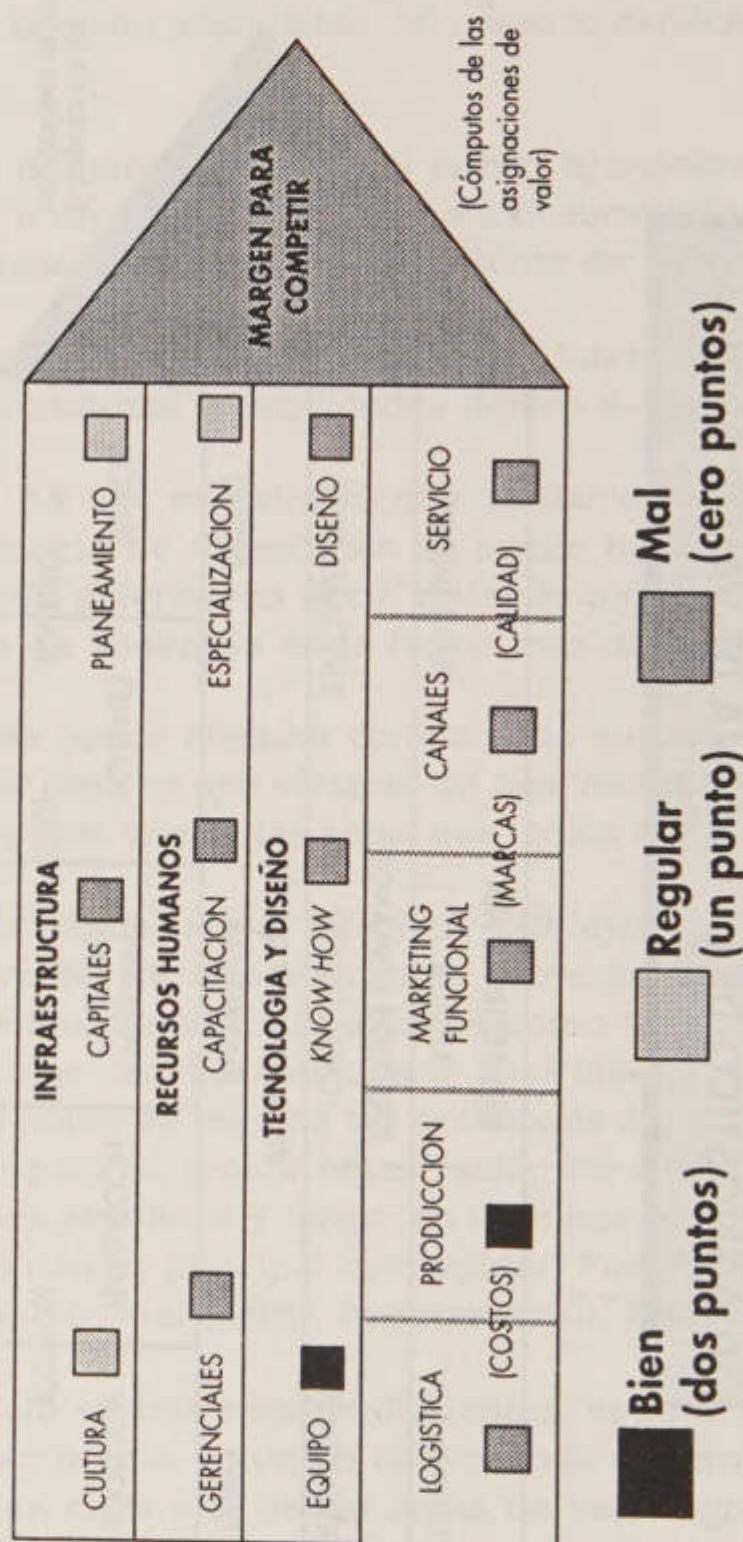 INFRAESTRUCTURA
CULTURA
CAPITALES
PLANEAMIENTO
RECURSOS HUMANOS
GERENCIALES
CAPACITACION
ESPECIALIZACION
TECNOLOGIA Y DISEÑO
EQUIPO
KNOW HOW
DISEÑO
LOGISTICA
PRODUCCION
MARKETING
FUNCIONAL
CANALES
SERVICIO
(COSTOS)
(MARCAS)
(CALIDAD)
MARGEN PARA
COMPETIR
(Cómputos de las
asignaciones de
valor)
Bien
(dos puntos)
Regular
(un punto)
Mal
(cero puntos)